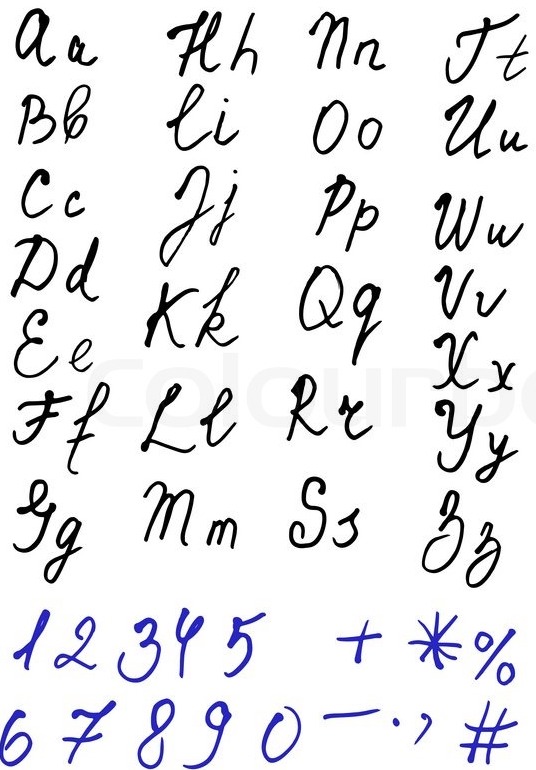 Aa Hh Nn Tt
Bb Ii Oo Uu
Cc Jj Pp Ww
Dd Kk Qq Vv
Ee Xx
Ff Ll Rr Yy
Gg Mm Ss Zz
1 2 3 4 5 + * %
6 7 8 9 0 — . , #